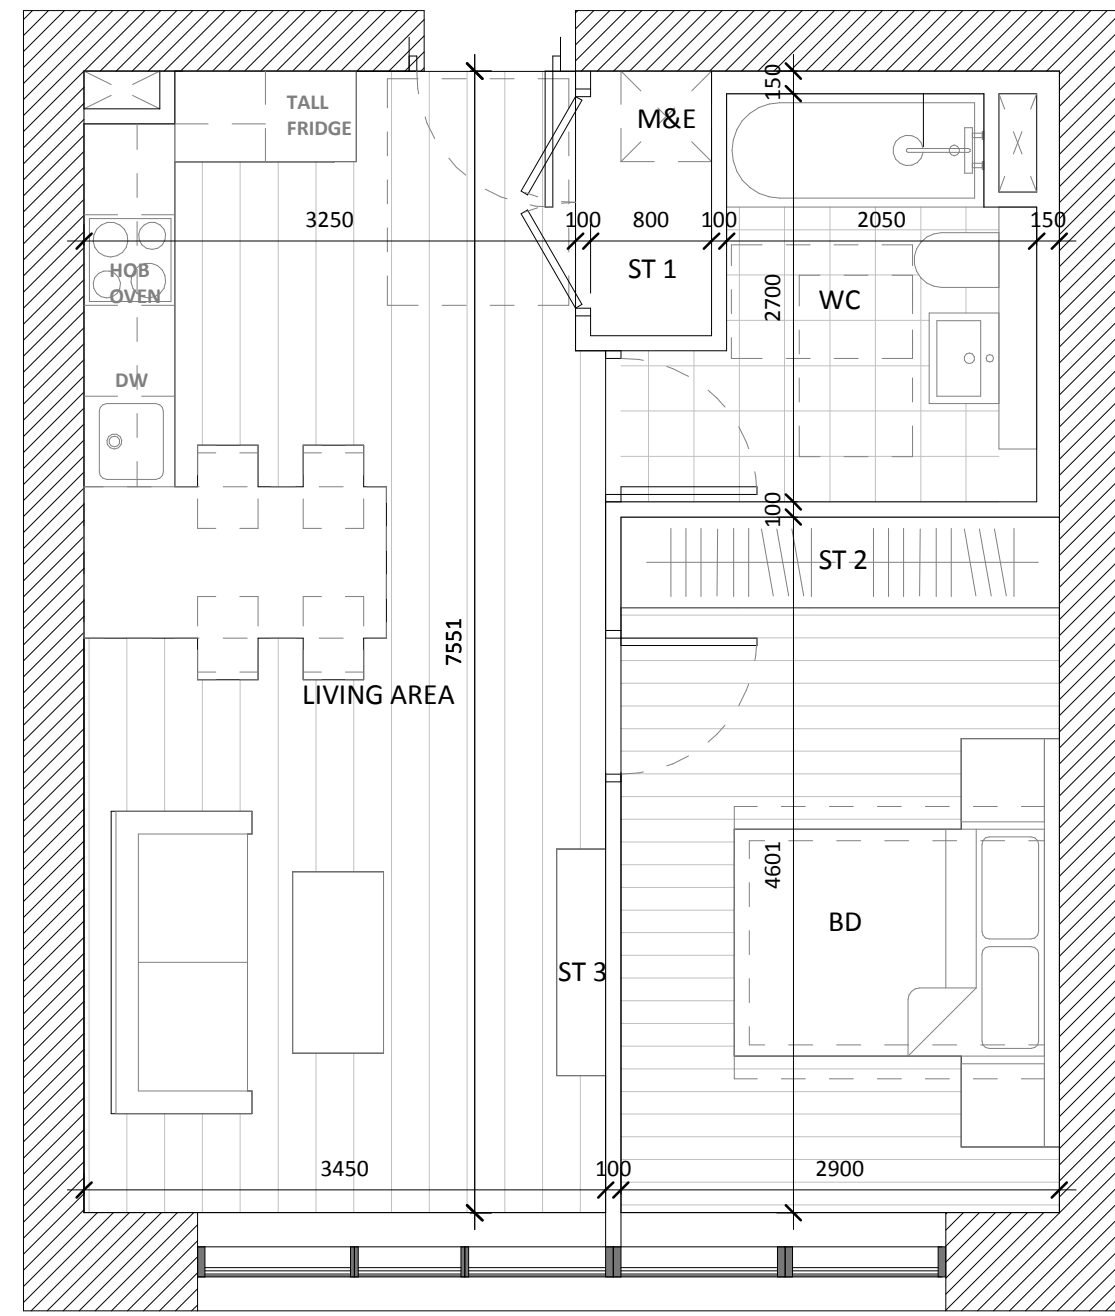 150
TALL
FRIDGE
M&E
3250
100
800
100
2050
150
HOB
OVEN
ST 1
2700
WC
DW
100
ST 2
7551
LIVING AREA
4601
BD
ST 3
3450
100
2900